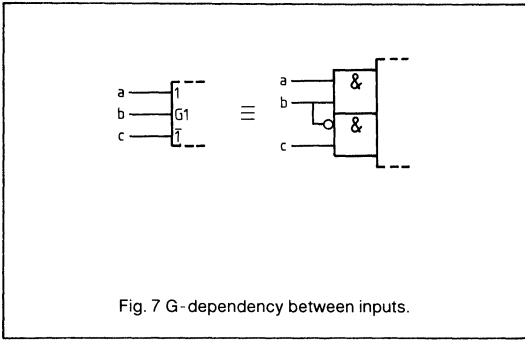 a 1 a &
b G1 ≡ b
c 1̅ c &
Fig. 7 G-dependency between inputs.